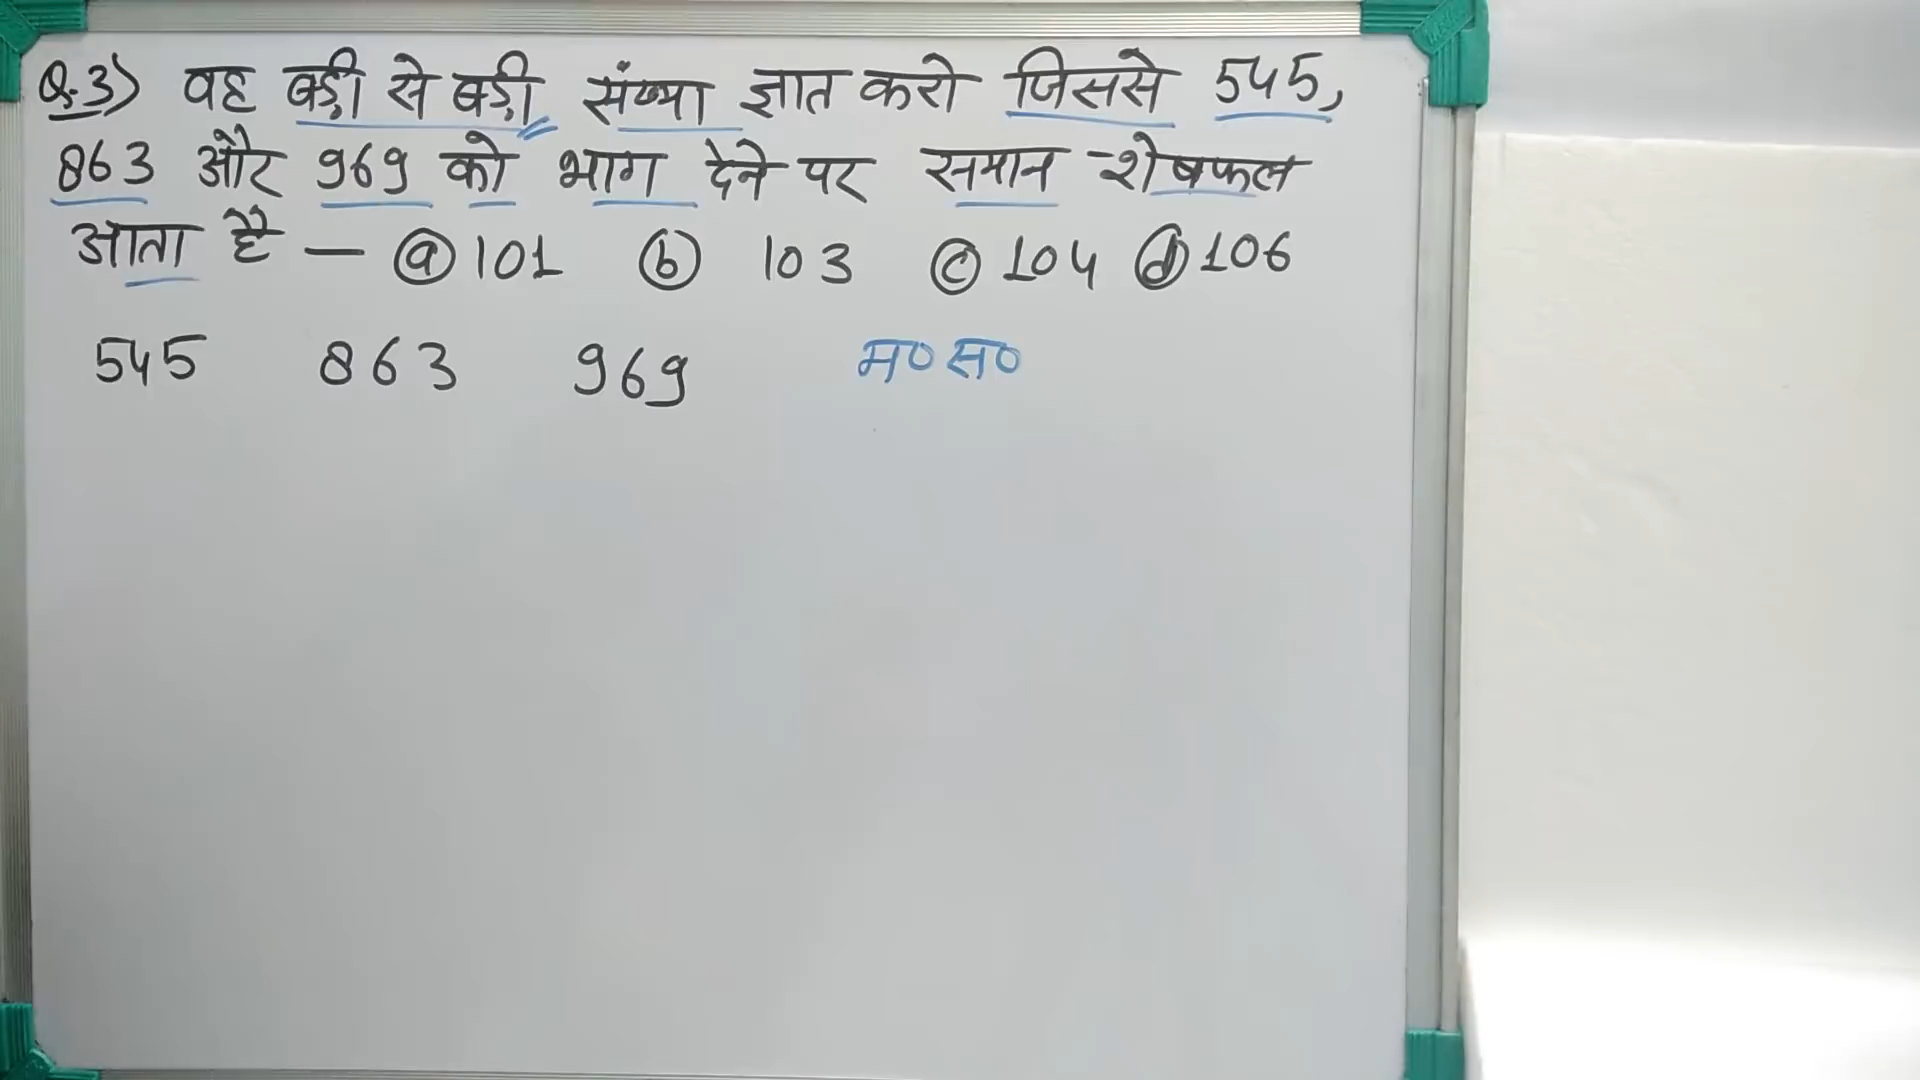 Q.3) वह बड़ी से बड़ी संख्या ज्ञात करो जिससे 545,
863 और 969 को भाग देने पर समान शेषफल
आता है — (a) 101 (b) 103 (c) 104 (d) 106
545 863 969 म० स०